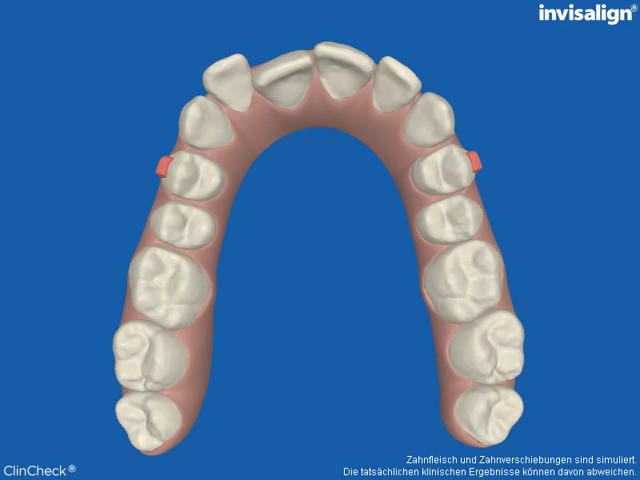 invisalign®
Zahnfleisch und Zahnverschiebungen sind simuliert.
ClinCheck® Die tatsächlichen klinischen Ergebnisse können davon abweichen.